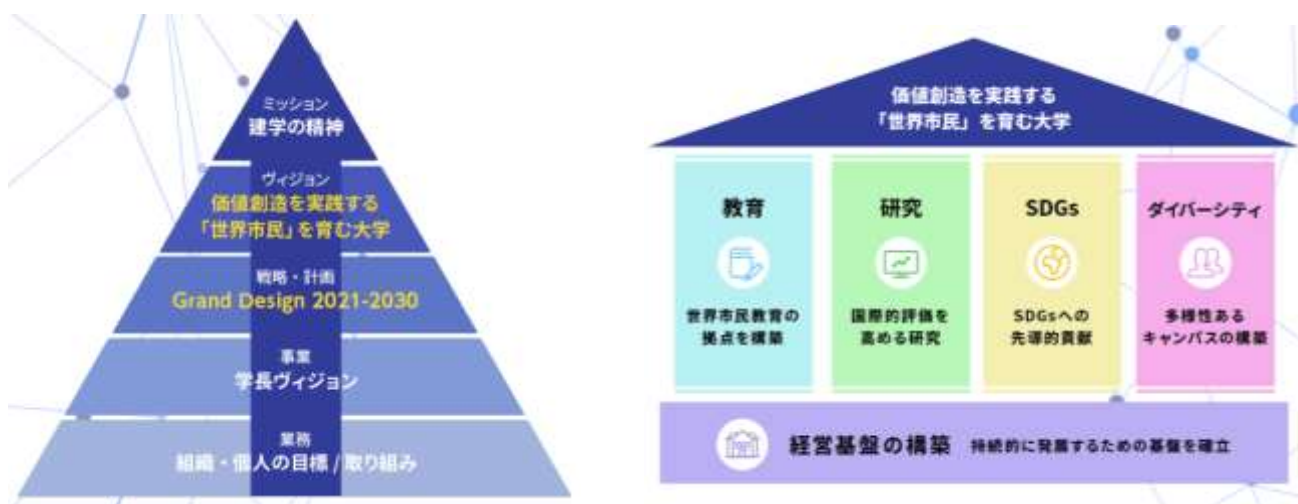 ミッション
建学の精神
ヴィジョン
価値創造を実践する
「世界市民」を育む大学
戦略・計画
Grand Design 2021-2030
事業
学長ヴィジョン
業務
組織・個人の目標 / 取り組み
価値創造を実践する
「世界市民」を育む大学
教育
世界市民教育の
拠点を構築
研究
国際的評価を
高める研究
SDGs
SDGsへの
先導的貢献
ダイバーシティ
多様性ある
キャンパスの構築
経営基盤の構築 持続的に発展するための基盤を確立